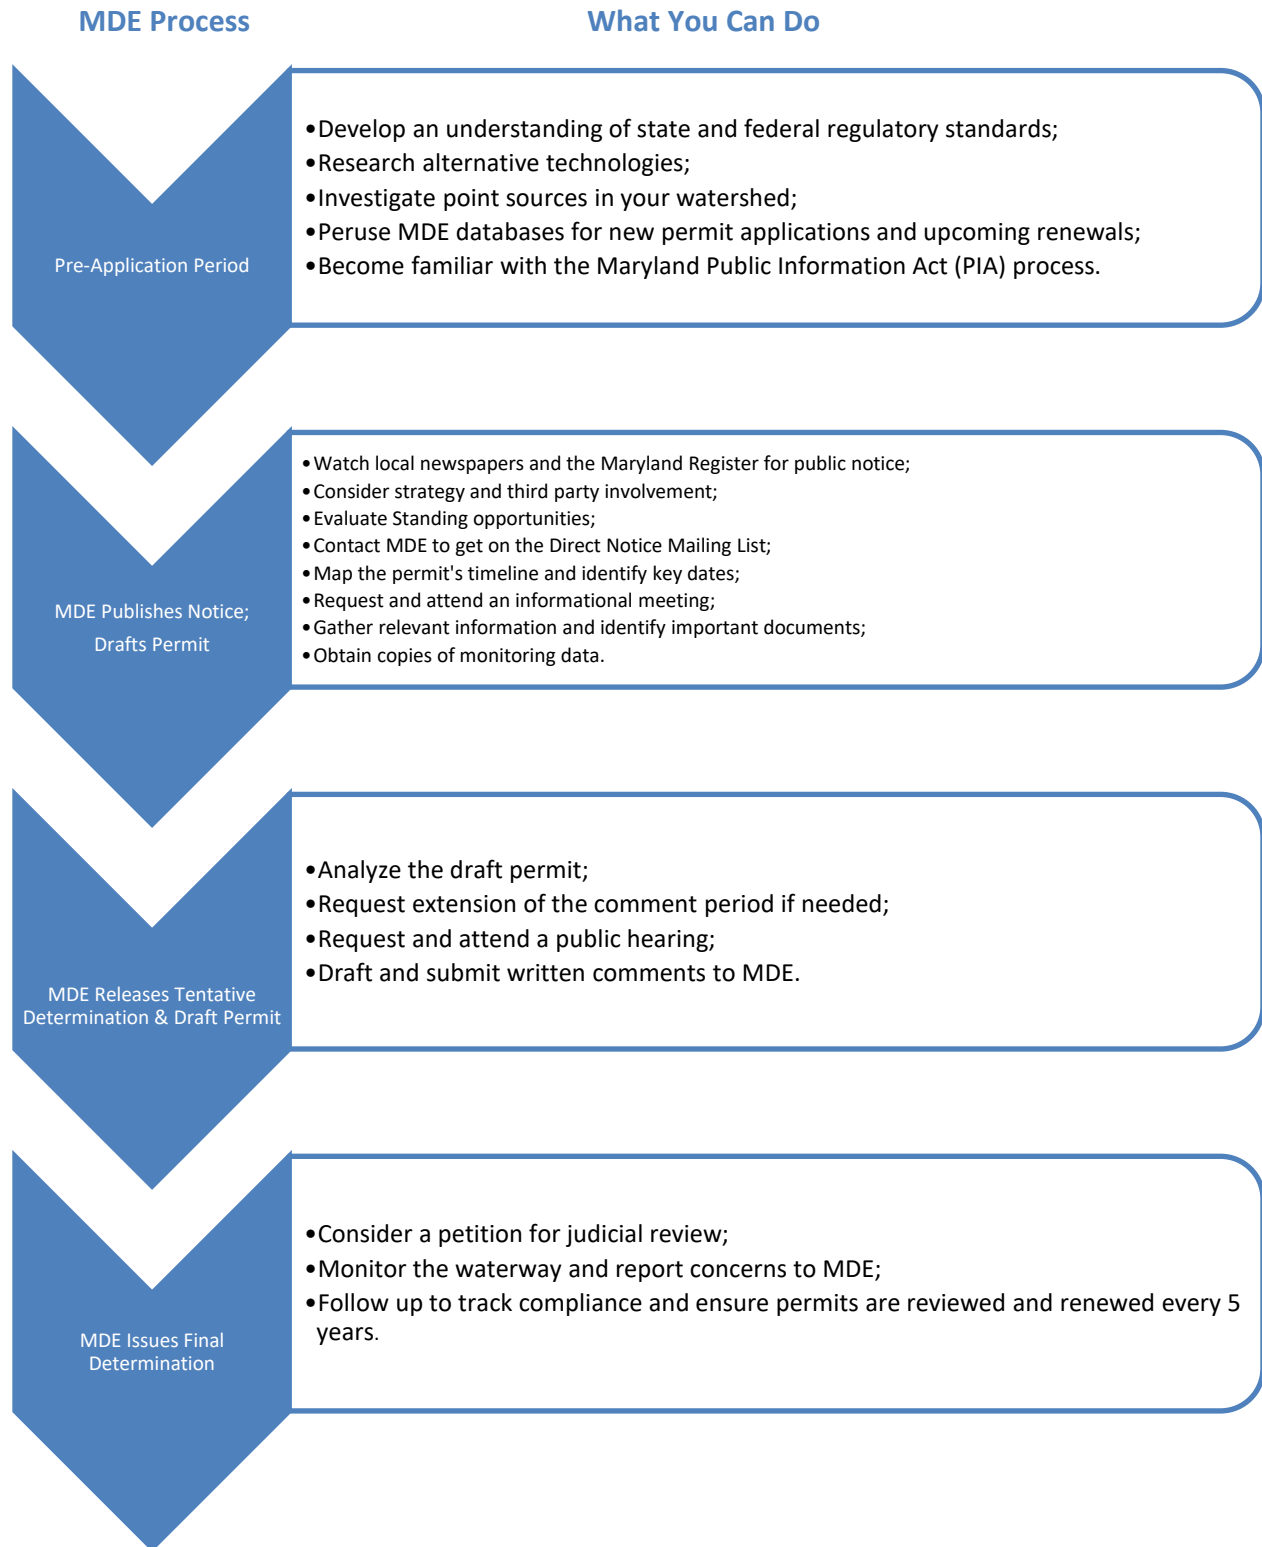 MDE Process
What You Can Do
Pre-Application Period
•Develop an understanding of state and federal regulatory standards;
•Research alternative technologies;
•Investigate point sources in your watershed;
•Peruse MDE databases for new permit applications and upcoming renewals;
•Become familiar with the Maryland Public Information Act (PIA) process.
MDE Publishes Notice;
Drafts Permit
•Watch local newspapers and the Maryland Register for public notice;
•Consider strategy and third party involvement;
•Evaluate Standing opportunities;
•Contact MDE to get on the Direct Notice Mailing List;
•Map the permit's timeline and identify key dates;
•Request and attend an informational meeting;
•Gather relevant information and identify important documents;
•Obtain copies of monitoring data.
MDE Releases Tentative
Determination & Draft Permit
•Analyze the draft permit;
•Request extension of the comment period if needed;
•Request and attend a public hearing;
•Draft and submit written comments to MDE.
MDE Issues Final
Determination
•Consider a petition for judicial review;
•Monitor the waterway and report concerns to MDE;
•Follow up to track compliance and ensure permits are reviewed and renewed every 5
years.